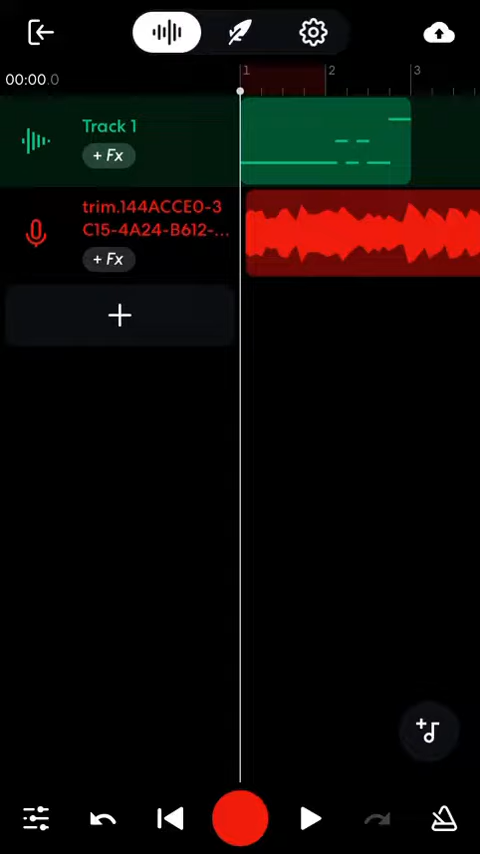 00:00.0
1
2
3
Track 1
+ Fx
trim.144ACCE0-3
C15-4A24-B612-...
+ Fx